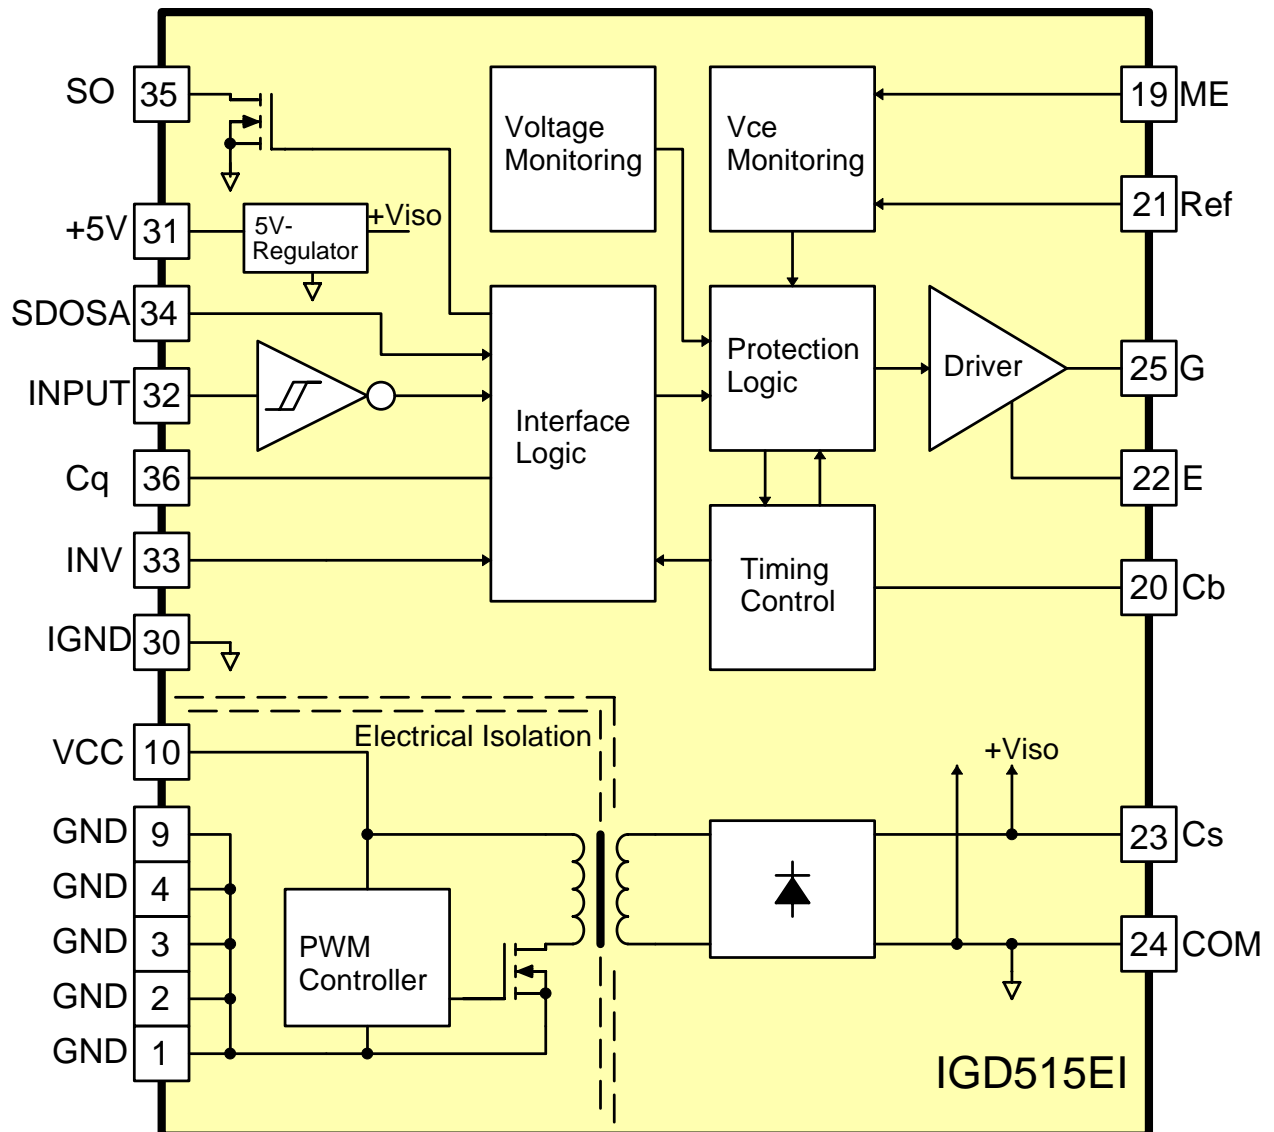 SO 35
Voltage
Monitoring
Vce
Monitoring
19 ME
21 Ref
+5V 31
5V-
Regulator
+Viso
SDOSA 34
INPUT 32
Interface
Logic
Protection
Logic
Driver
25 G
22 E
Cq 36
INV 33
Timing
Control
20 Cb
IGND 30
Electrical Isolation
VCC 10
GND 9
GND 4
GND 3
GND 2
GND 1
PWM
Controller
+Viso
23 Cs
24 COM
IGD515EI